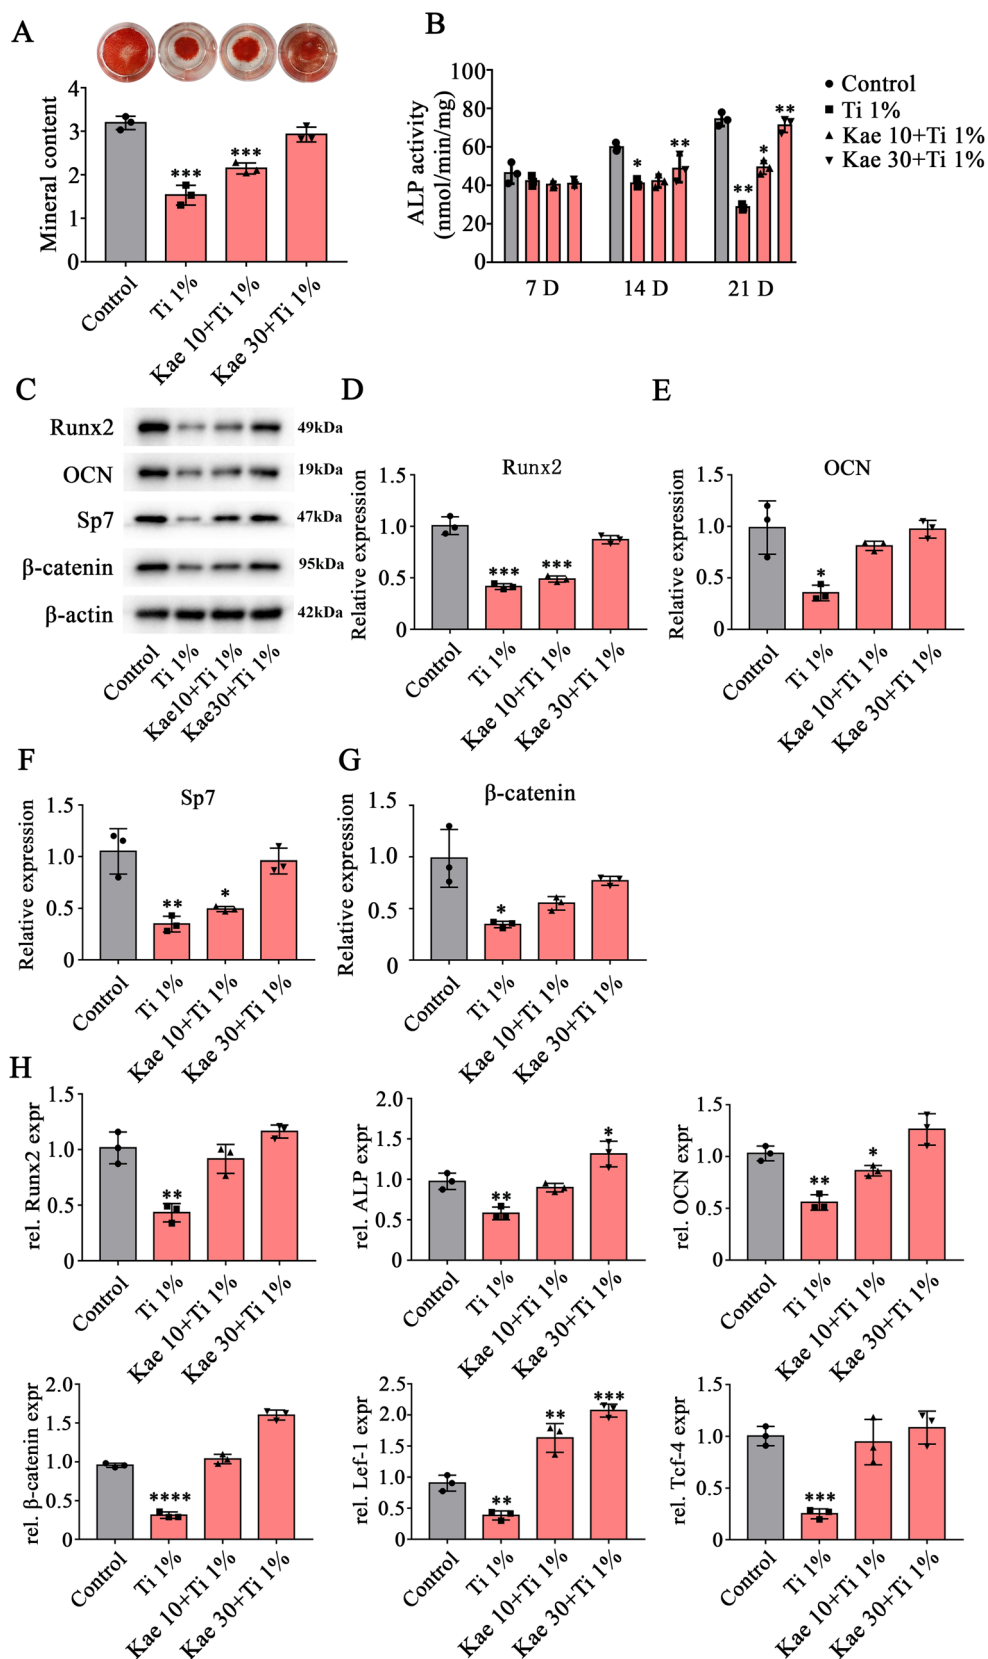 A
Mineral content
4
3
2
1
0
***
***
Control
Ti 1%
Kae 10+Ti 1%
Kae 30+Ti 1%
B
ALP activity
(nmol/min/mg)
100
80
60
40
20
0
*
**
**
*
**
7 D
14 D
21 D
Control
Ti 1%
Kae 10+Ti 1%
Kae 30+Ti 1%
C
Runx2
49kDa
OCN
19kDa
Sp7
47kDa
β-catenin
95kDa
β-actin
42kDa
Control
Ti 1%
Kae10+Ti 1%
Kae30+Ti 1%
D
Runx2
Relative expression
1.5
1.0
0.5
0
***
***
Control
Ti 1%
Kae 10+Ti 1%
Kae 30+Ti 1%
E
OCN
Relative expression
1.5
1.0
0.5
0
*
Control
Ti 1%
Kae 10+Ti 1%
Kae 30+Ti 1%
F
Sp7
Relative expression
1.5
1.0
0.5
0
**
*
Control
Ti 1%
Kae 10+Ti 1%
Kae 30+Ti 1%
G
β-catenin
Relative expression
1.5
1.0
0.5
0
*
Control
Ti 1%
Kae 10+Ti 1%
Kae 30+Ti 1%
H
rel. Runx2 expr
1.5
1.0
0.5
0
**
Control
Ti 1%
Kae 10+Ti 1%
Kae 30+Ti 1%
rel. ALP expr
2.0
1.5
1.0
0.5
0
**
*
Control
Ti 1%
Kae 10+Ti 1%
Kae 30+Ti 1%
rel. OCN expr
1.5
1.0
0.5
0
**
*
Control
Ti 1%
Kae 10+Ti 1%
Kae 30+Ti 1%
rel. β-catenin expr
2.0
1.5
1.0
0.5
0
****
Control
Ti 1%
Kae 10+Ti 1%
Kae 30+Ti 1%
rel. Lef-1 expr
2.5
2.0
1.5
1.0
0.5
0
**
**
***
Control
Ti 1%
Kae 10+Ti 1%
Kae 30+Ti 1%
rel. Tcf-4 expr
1.5
1.0
0.5
0
***
Control
Ti 1%
Kae 10+Ti 1%
Kae 30+Ti 1%